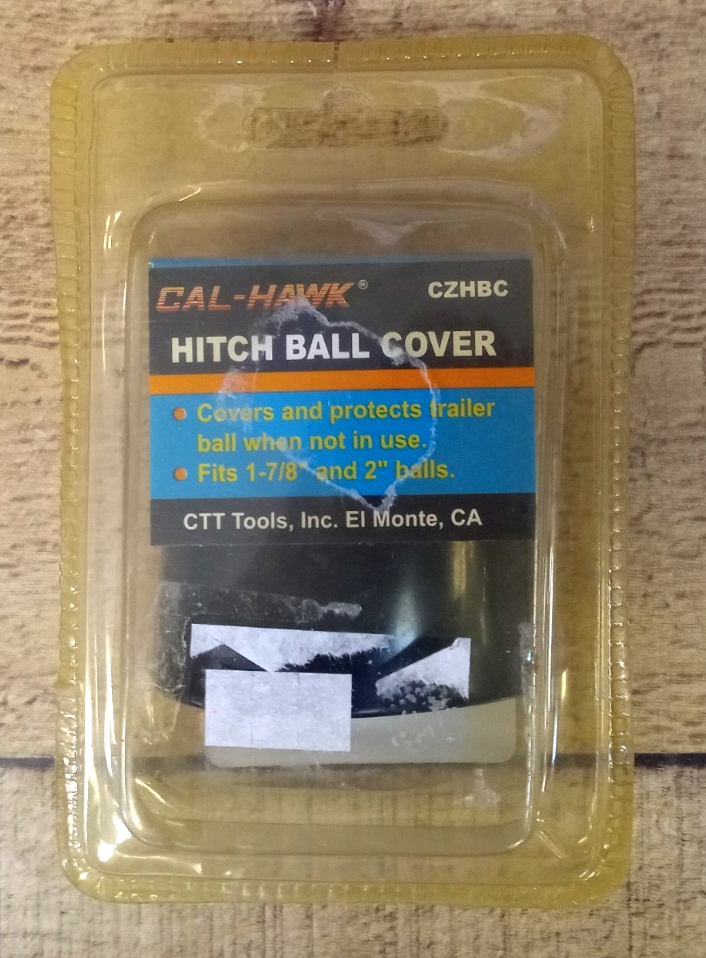 CAL-HAWK® CZHBC
HITCH BALL COVER
• Covers and protects trailer
ball when not in use.
• Fits 1-7/8" and 2" balls.
CTT Tools, Inc. El Monte, CA